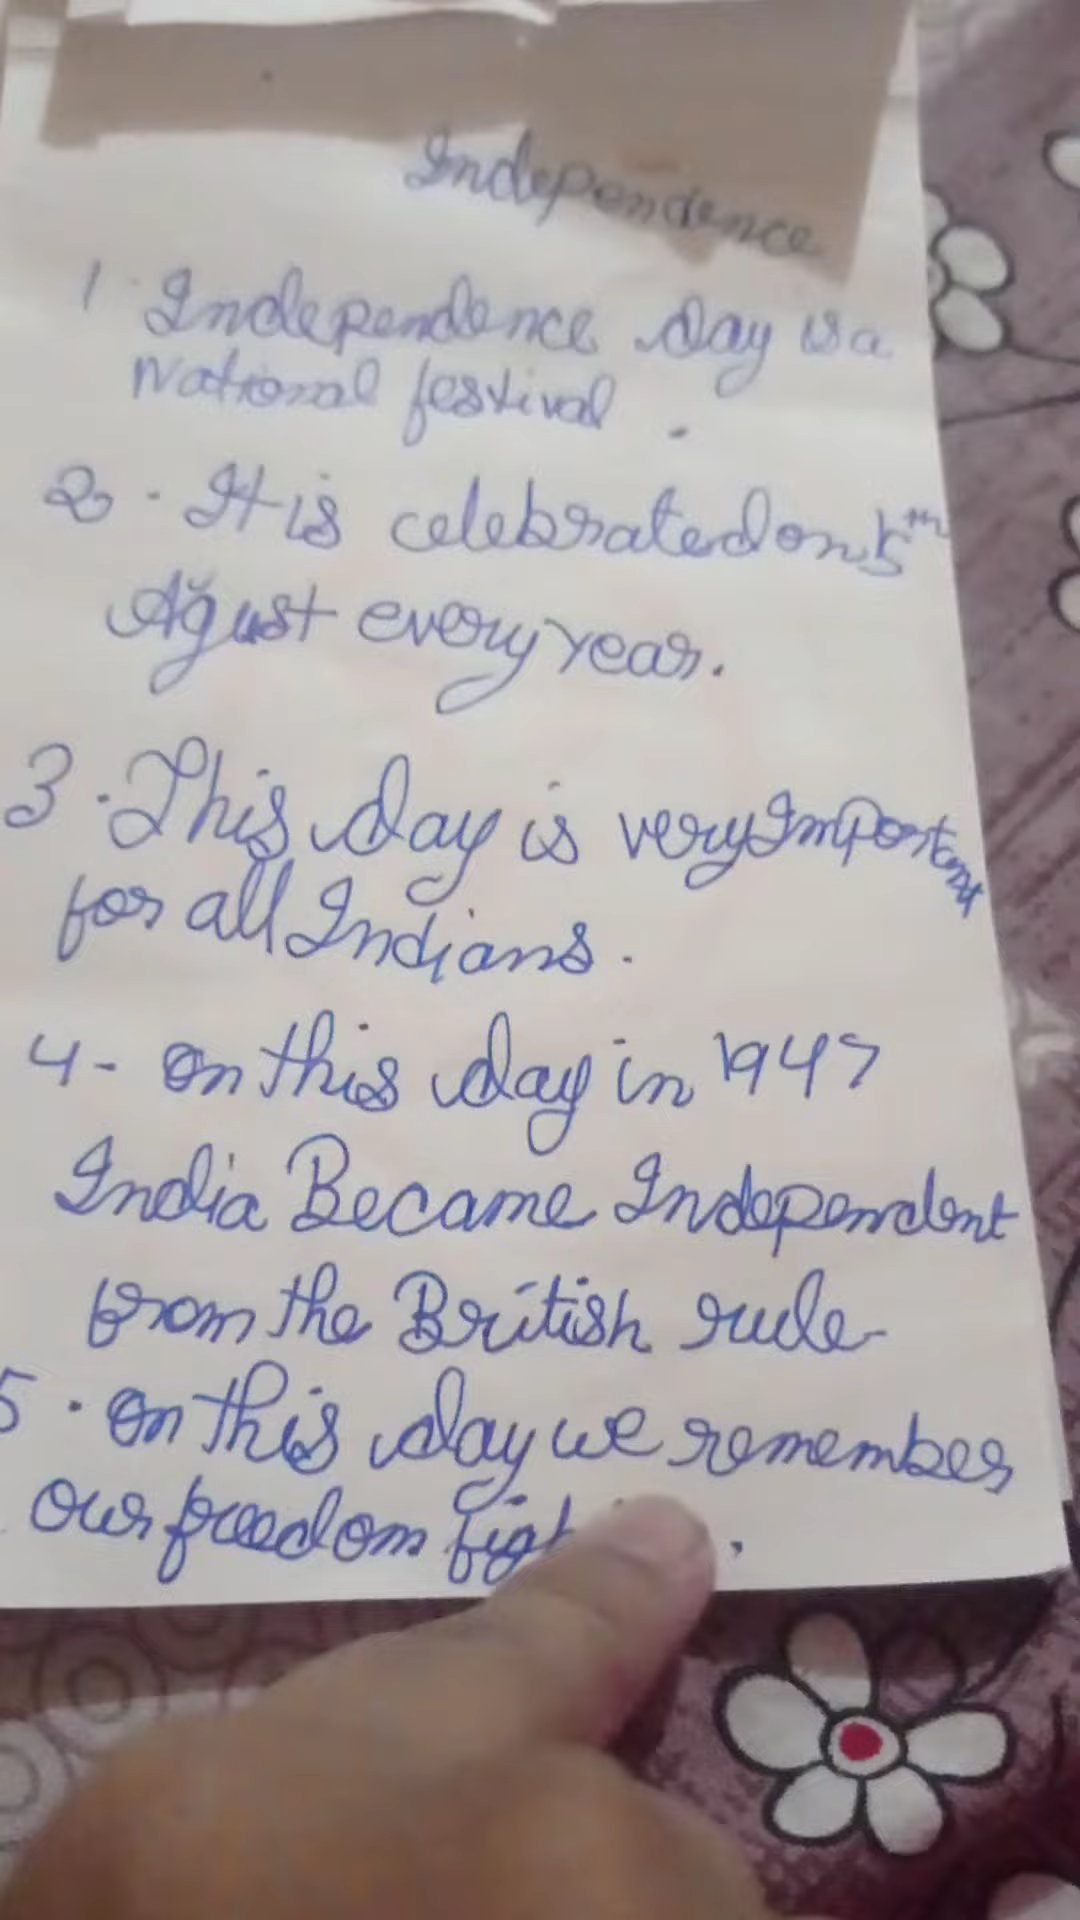 Independence
1. Independence day is a
National festival.
2. It is celebrated on 15th
August every year.
3. This day is very Important
for all Indians.
4- On this day in 1947
India Became Independent
from the British rule-
5. On this day we remember
our freedom